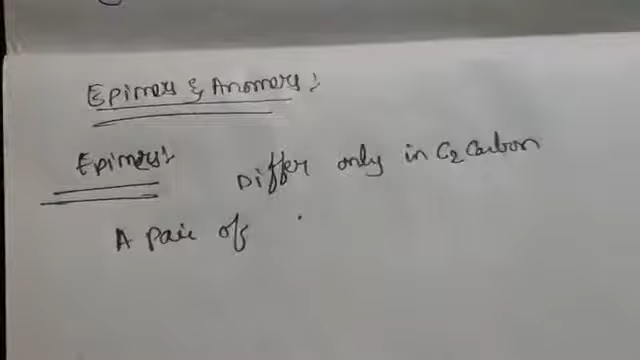 Epimers & Anomers:
Epimers:
Differ only in C2 Carbon
A pair of